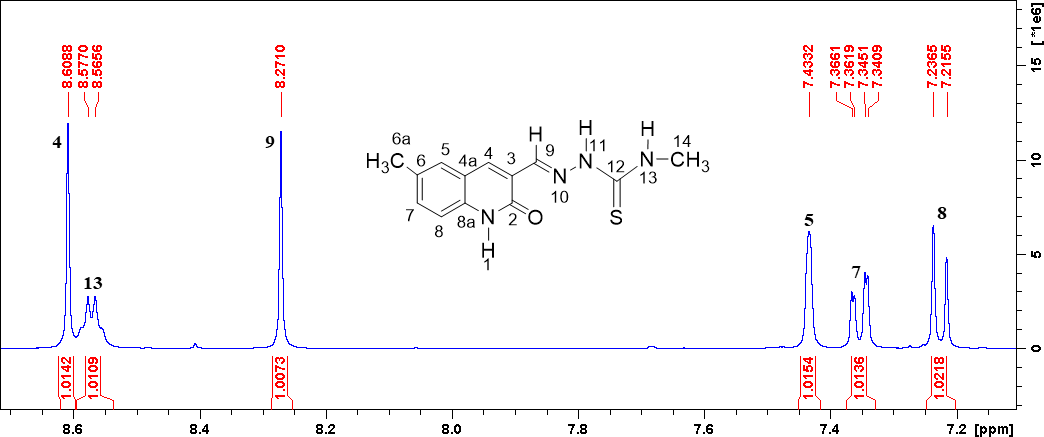 8.6088
8.5770
8.5656
8.2710
7.4332
7.3661
7.3619
7.3451
7.3409
7.2365
7.2155
[ *1e6]
15
10
5
0
4
13
9
5
7
8
H3C
6a
6
5
4a
4
3
7
8
8a
N
H
1
2
O
H
9
N
10
H
N
11
12
S
H
N
13
14
CH3
1.0142
1.0109
1.0073
1.0154
1.0136
1.0218
8.6
8.4
8.2
8.0
7.8
7.6
7.4
7.2
[ppm]